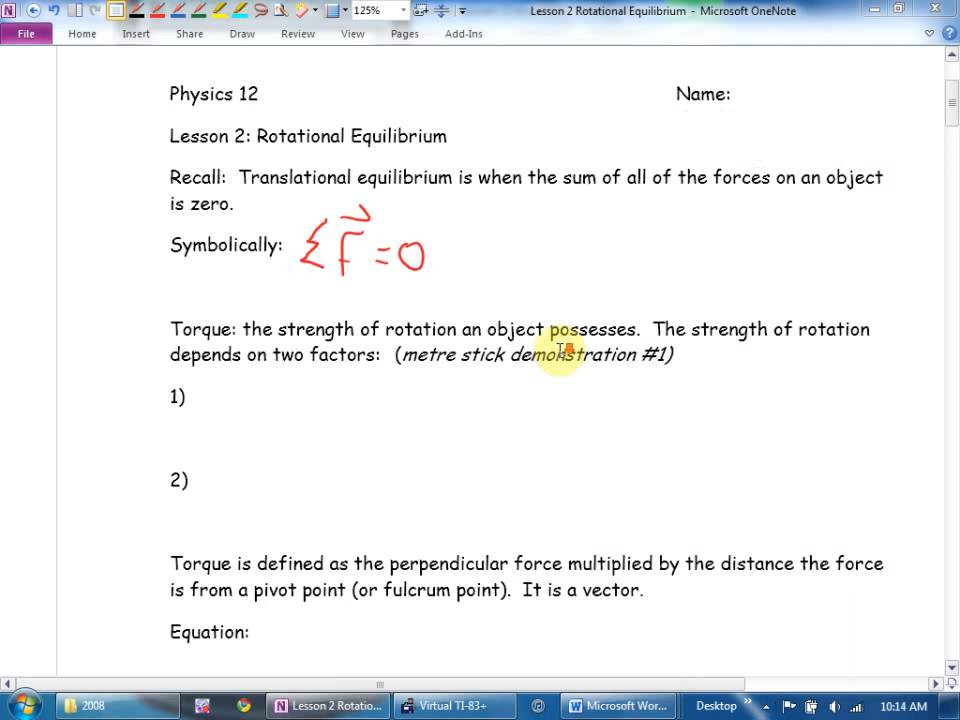 125%
Lesson 2 Rotational Equilibrium - Microsoft OneNote
File Home Insert Share Draw Review View Pages Add-Ins
Physics 12 Name:
Lesson 2: Rotational Equilibrium
Recall: Translational equilibrium is when the sum of all of the forces on an object
is zero.
Symbolically: Σ F⃗ = 0
Torque: the strength of rotation an object possesses. The strength of rotation
depends on two factors: (metre stick demonstration #1)
1)
2)
Torque is defined as the perpendicular force multiplied by the distance the force
is from a pivot point (or fulcrum point). It is a vector.
Equation:
2008 Lesson 2 Rotatio... Virtual TI-83+ Microsoft Wor... Desktop 10:14 AM